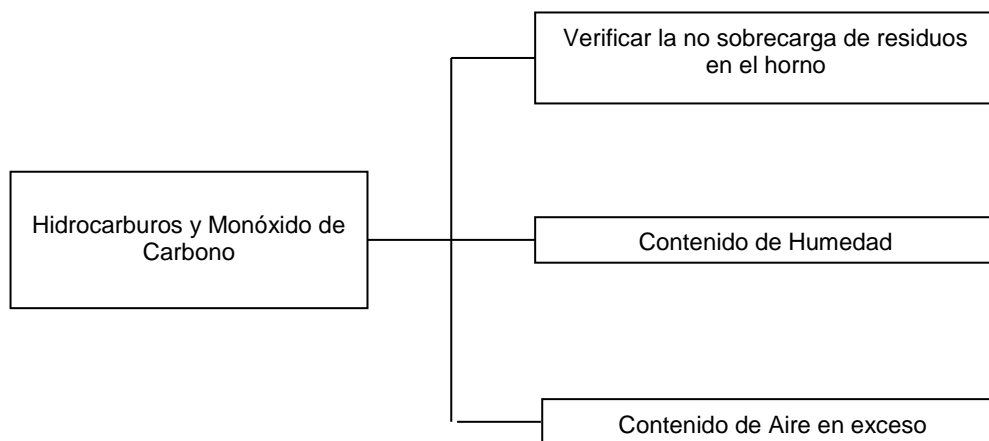 Verificar la no sobrecarga de residuos
en el horno
Hidrocarburos y Monóxido de
Carbono
Contenido de Humedad
Contenido de Aire en exceso